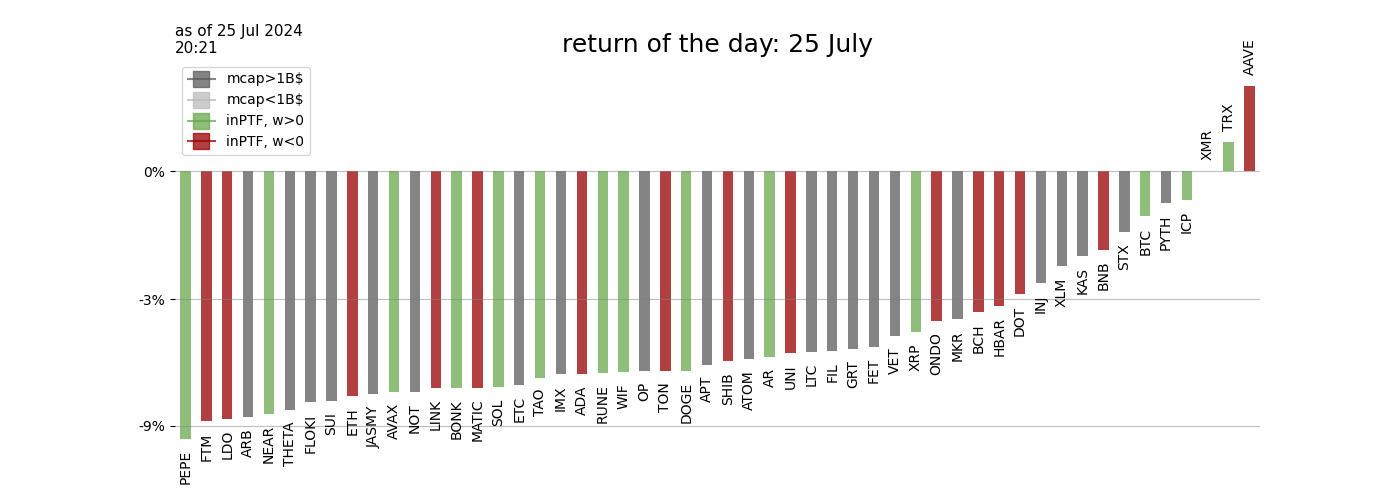 as of 25 Jul 2024
20:21
return of the day: 25 July
mcap>1B$
mcap<1B$
inPTF, w>0
inPTF, w<0
0%
-3%
-9%
PEPE
FTM
LDO
ARB
NEAR
THETA
FLOKI
SUI
ETH
JASMY
AVAX
NOT
LINK
BONK
MATIC
SOL
ETC
TAO
IMX
ADA
RUNE
WIF
OP
TON
DOGE
APT
SHIB
ATOM
AR
UNI
LTC
FIL
GRT
FET
VET
XRP
ONDO
MKR
BCH
HBAR
DOT
INJ
XLM
KAS
BNB
STX
BTC
PYTH
ICP
XMR
TRX
AAVE